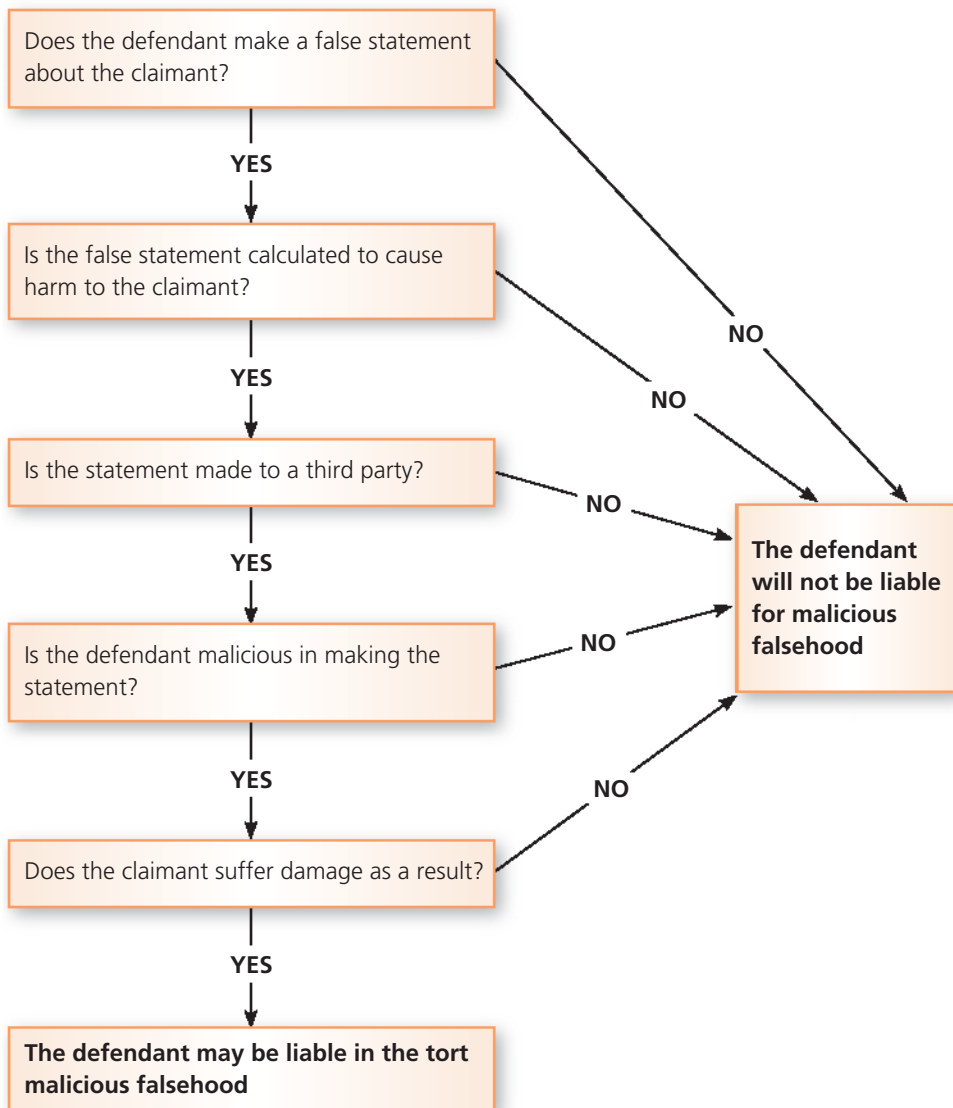 Does the defendant make a false statement
about the claimant?
YES
Is the false statement calculated to cause
harm to the claimant?
NO
YES
NO
Is the statement made to a third party?
NO
The defendant
will not be liable
for malicious
falsehood
YES
Is the defendant malicious in making the
statement?
NO
YES
NO
Does the claimant suffer damage as a result?
YES
The defendant may be liable in the tort
malicious falsehood